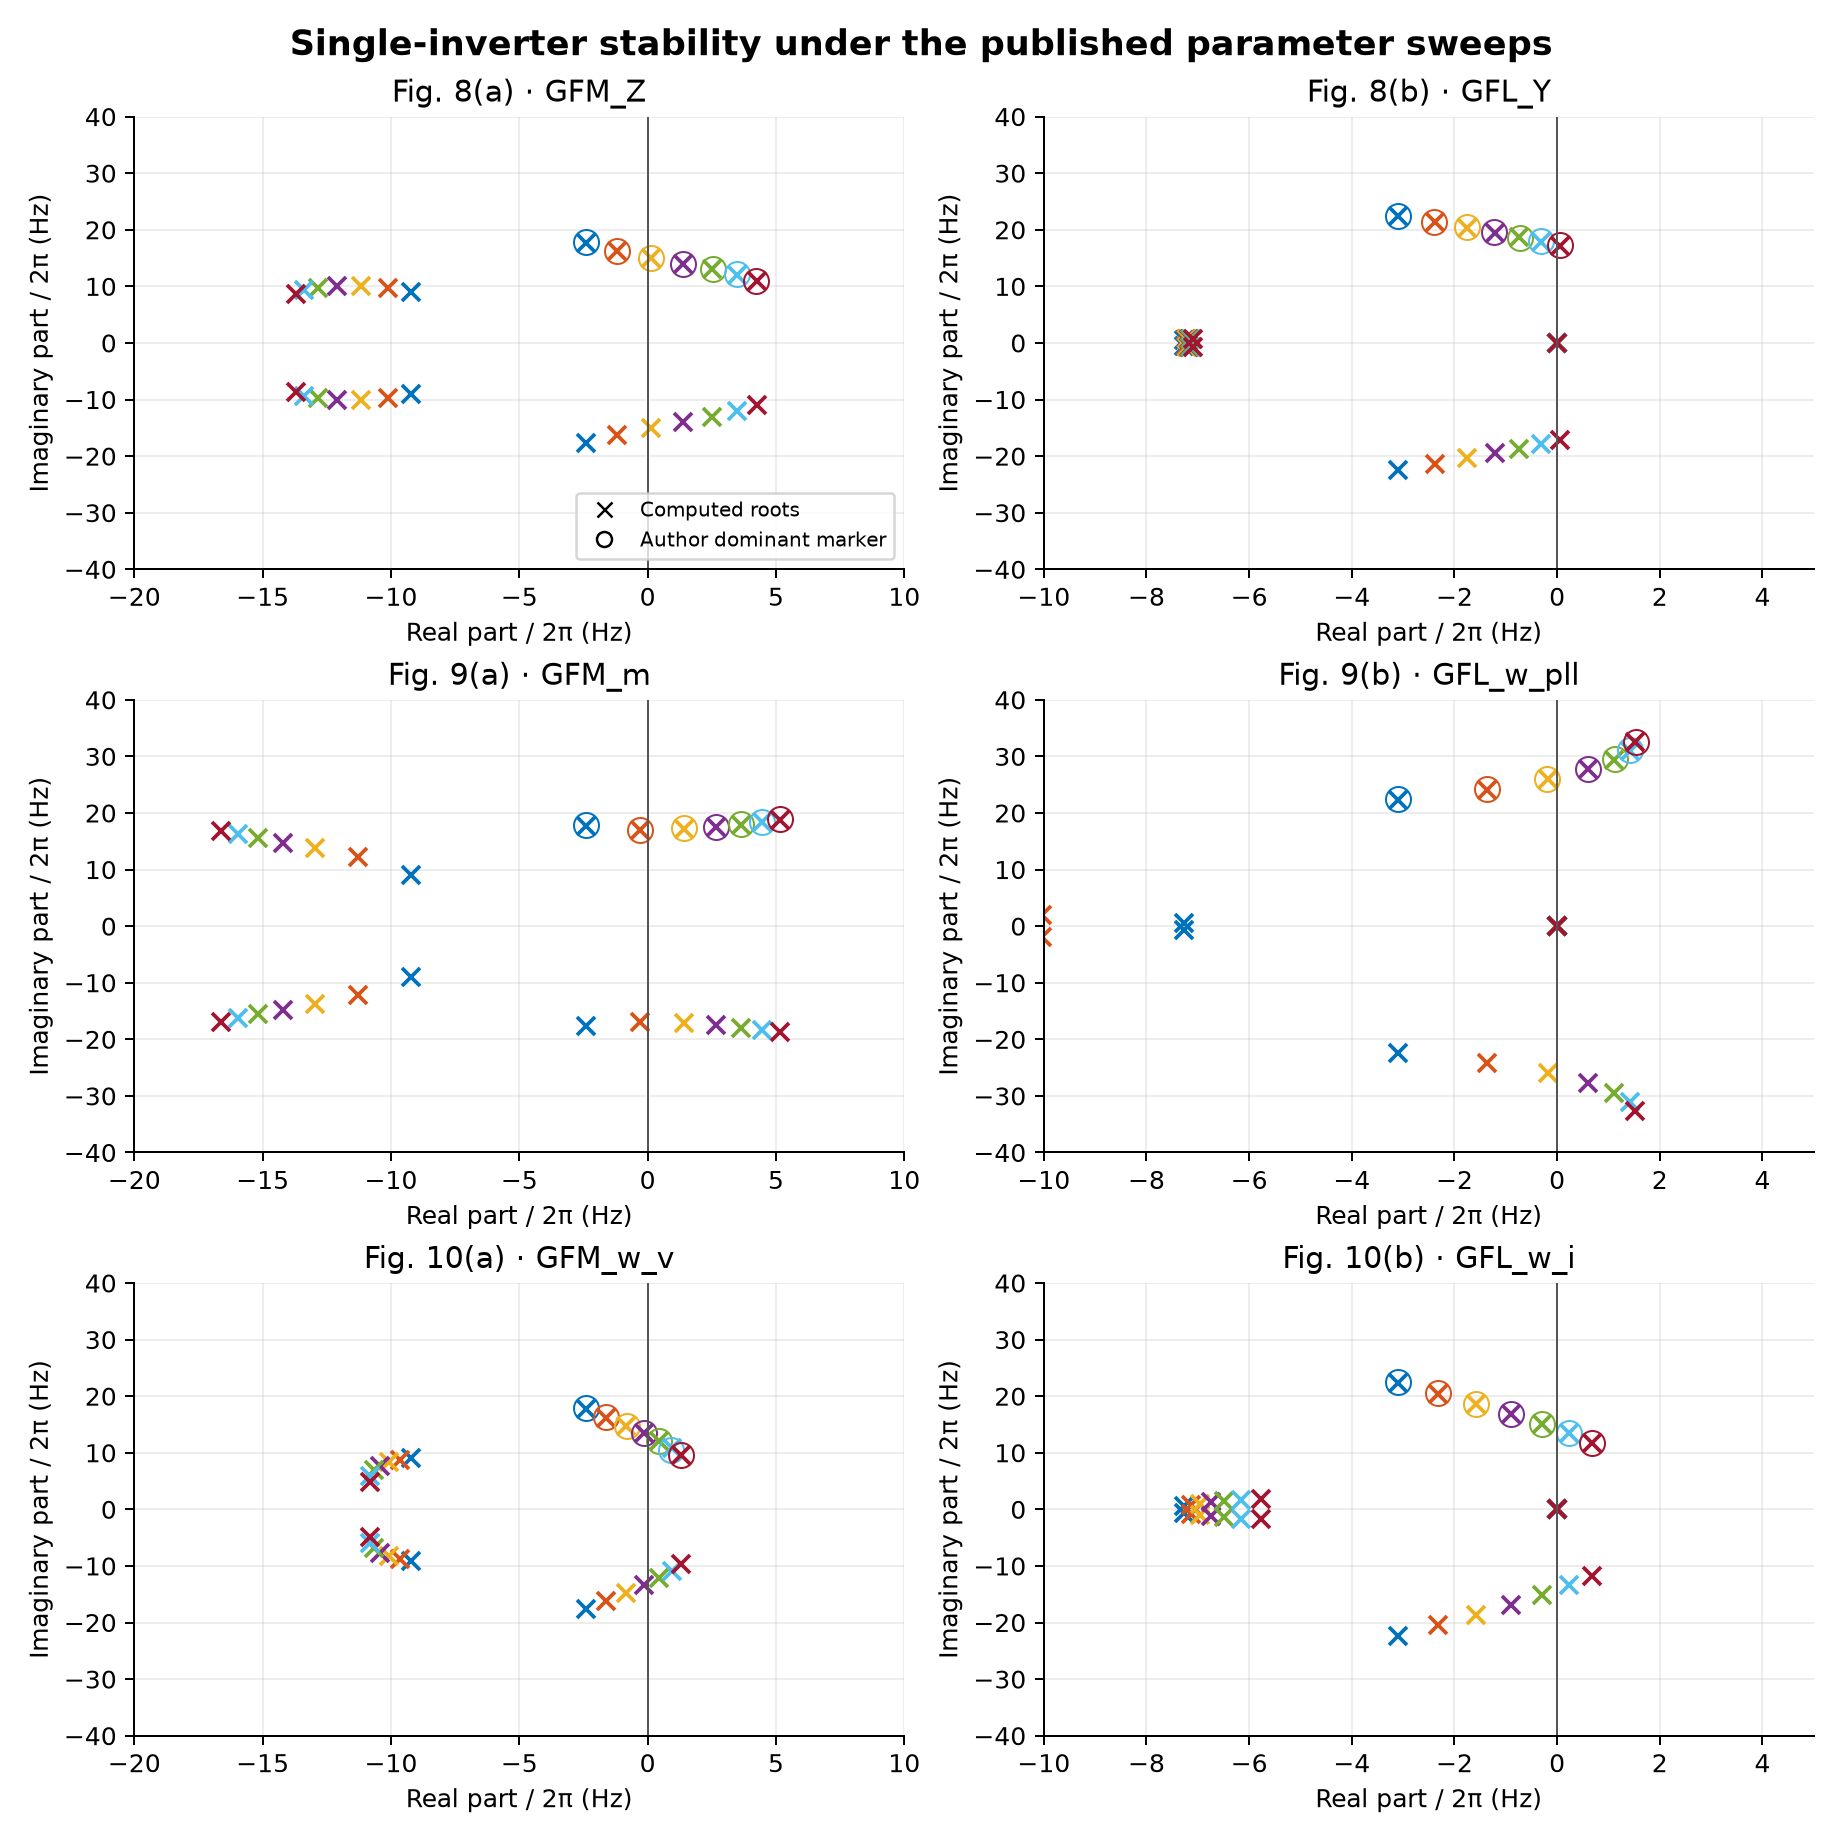 Single-inverter stability under the published parameter sweeps
Fig. 8(a) · GFM_Z
40
30
20
10
0
−10
−20
−30
−40
Imaginary part / 2π (Hz)
Computed roots
Author dominant marker
−20 −15 −10 −5 0 5 10
Real part / 2π (Hz)
Fig. 8(b) · GFL_Y
40
30
20
10
0
−10
−20
−30
−40
Imaginary part / 2π (Hz)
−10 −8 −6 −4 −2 0 2 4
Real part / 2π (Hz)
Fig. 9(a) · GFM_m
40
30
20
10
0
−10
−20
−30
−40
Imaginary part / 2π (Hz)
−20 −15 −10 −5 0 5 10
Real part / 2π (Hz)
Fig. 9(b) · GFL_w_pll
40
30
20
10
0
−10
−20
−30
−40
Imaginary part / 2π (Hz)
−10 −8 −6 −4 −2 0 2 4
Real part / 2π (Hz)
Fig. 10(a) · GFM_w_v
40
30
20
10
0
−10
−20
−30
−40
Imaginary part / 2π (Hz)
−20 −15 −10 −5 0 5 10
Real part / 2π (Hz)
Fig. 10(b) · GFL_w_i
40
30
20
10
0
−10
−20
−30
−40
Imaginary part / 2π (Hz)
−10 −8 −6 −4 −2 0 2 4
Real part / 2π (Hz)